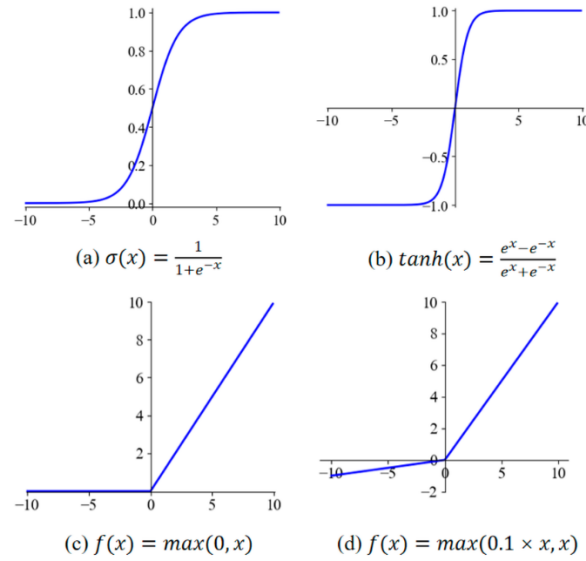 1.0
0.8
0.6
0.4
0.2
0.0
−10 −5 0 5 10
(a) σ(x) = 1/(1+e^{−x})
1.0
0.5
−10 −5 5 10
−0.5
−1.0
(b) tanh(x) = (e^x−e^{−x})/(e^x+e^{−x})
10
8
6
4
2
−10 −5 0 5 10
(c) f(x) = max(0, x)
10
8
6
4
2
0
−10 −5 0 5 10
−2
(d) f(x) = max(0.1 × x, x)